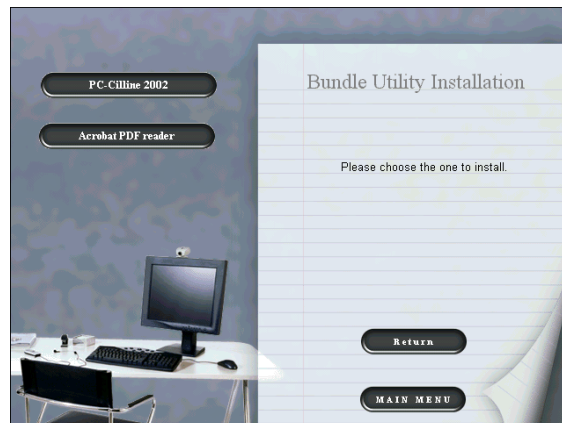 PC-Cilline 2002
Acrobat PDF reader
Bundle Utility Installation
Please choose the one to install.
Return
MAIN MENU